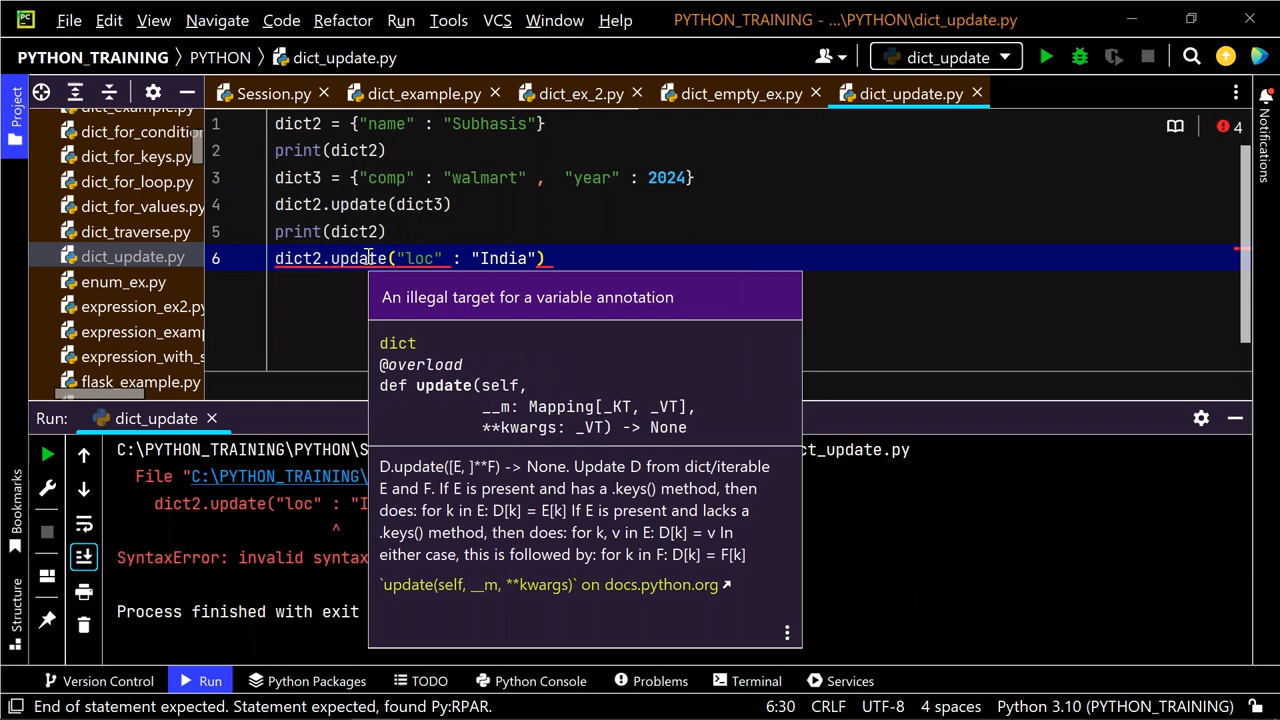 PC File Edit View Navigate Code Refactor Run Tools VCS Window Help PYTHON_TRAINING - ...\PYTHON\dict_update.py
PYTHON_TRAINING PYTHON dict_update.py dict_update
Project
Session.py dict_example.py dict_ex_2.py dict_empty_ex.py dict_update.py
Notifications
dict_example.py
dict_for_condition
dict_for_keys.py
dict_for_loop.py
dict_for_values.py
dict_traverse.py
dict_update.py
enum_ex.py
expression_ex2.py
expression_examp
expression_with_s
flask_example.py
4
1 dict2 = {"name" : "Subhasis"}
2 print(dict2)
3 dict3 = {"comp" : "walmart" , "year" : 2024}
4 dict2.update(dict3)
5 print(dict2)
6 dict2.update("loc" : "India")
An illegal target for a variable annotation
dict
@overload
def update(self,
__m: Mapping[_KT, _VT],
**kwargs: _VT) -> None
D.update([E, ]**F) -> None. Update D from dict/iterable
E and F. If E is present and has a .keys() method, then
does: for k in E: D[k] = E[k] If E is present and lacks a
.keys() method, then does: for k, v in E: D[k] = v In
either case, this is followed by: for k in F: D[k] = F[k]
`update(self, __m, **kwargs)` on docs.python.org
Run: dict_update
C:\PYTHON_TRAINING\PYTHON\S dict_update.py
File "C:\PYTHON_TRAINING\
dict2.update("loc" : "I
^
SyntaxError: invalid syntax
Process finished with exit
Bookmarks
Structure
Version Control Run Python Packages TODO Python Console Problems Terminal Services
End of statement expected. Statement expected, found Py:RPAR. 6:30 CRLF UTF-8 4 spaces Python 3.10 (PYTHON_TRAINING)